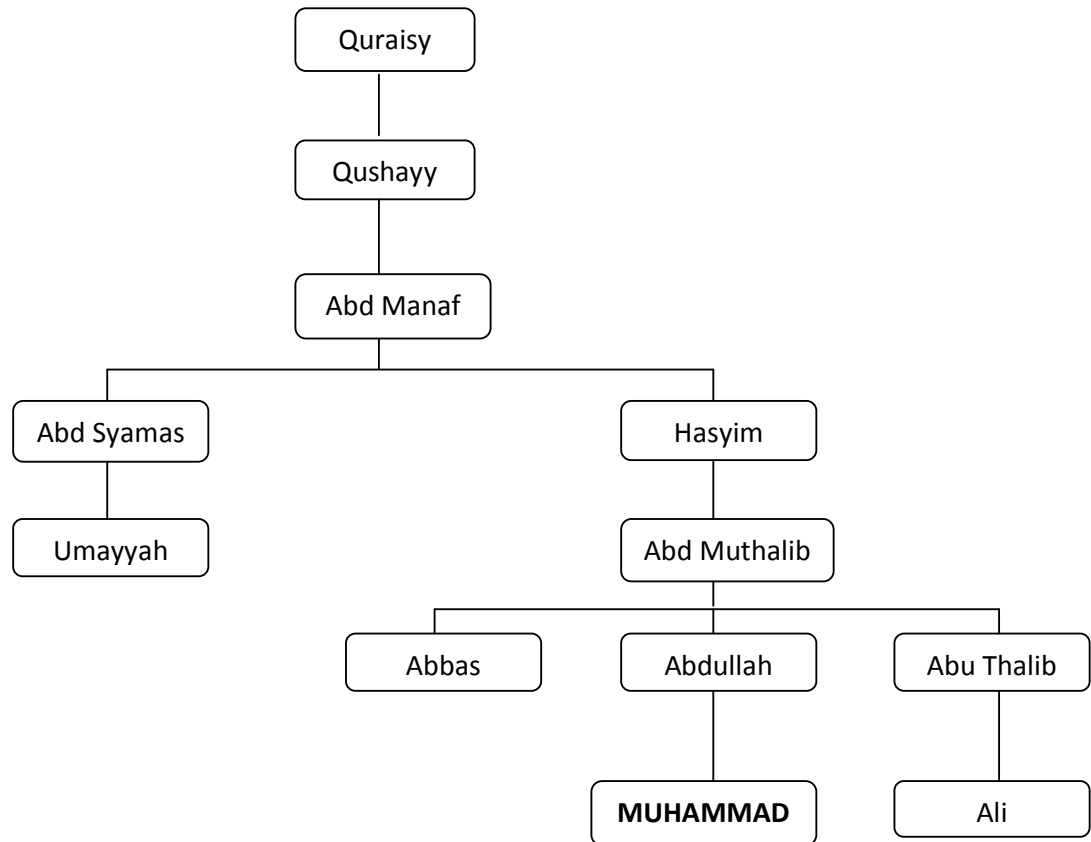 Quraisy
Qushayy
Abd Manaf
Abd Syamas
Hasyim
Umayyah
Abd Muthalib
Abbas
Abdullah
Abu Thalib
MUHAMMAD
Ali